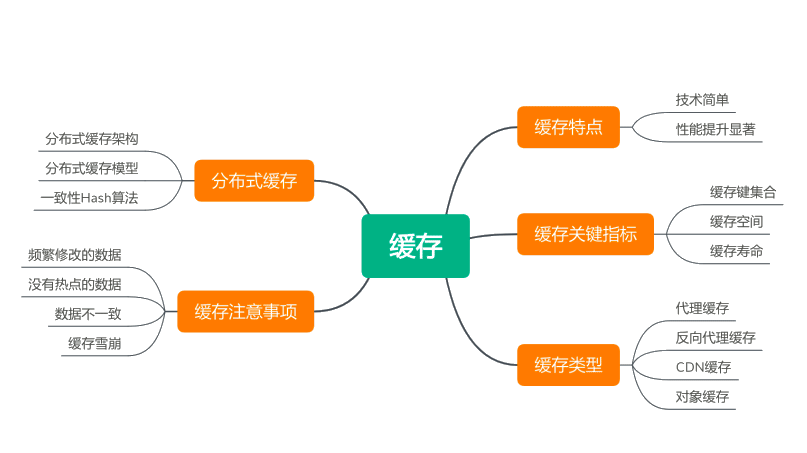 缓存
缓存特点
技术简单
性能提升显著
缓存关键指标
缓存键集合
缓存空间
缓存寿命
缓存类型
代理缓存
反向代理缓存
CDN缓存
对象缓存
分布式缓存
分布式缓存架构
分布式缓存模型
一致性Hash算法
缓存注意事项
频繁修改的数据
没有热点的数据
数据不一致
缓存雪崩